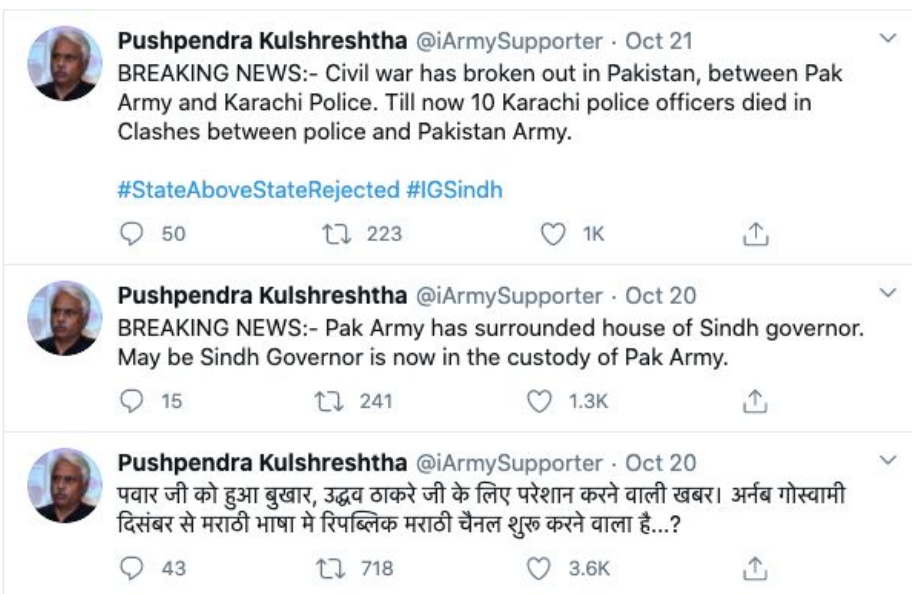 Pushpendra Kulshreshtha @iArmySupporter · Oct 21
BREAKING NEWS:- Civil war has broken out in Pakistan, between Pak
Army and Karachi Police. Till now 10 Karachi police officers died in
Clashes between police and Pakistan Army.
#StateAboveStateRejected #IGSindh
50 223 1K
Pushpendra Kulshreshtha @iArmySupporter · Oct 20
BREAKING NEWS:- Pak Army has surrounded house of Sindh governor.
May be Sindh Governor is now in the custody of Pak Army.
15 241 1.3K
Pushpendra Kulshreshtha @iArmySupporter · Oct 20
पवार जी को हुआ बुखार, उद्धव ठाकरे जी के लिए परेशान करने वाली खबर। अर्नब गोस्वामी
दिसंबर से मराठी भाषा मे रिपब्लिक मराठी चैनल शुरू करने वाला है...?
43 718 3.6K